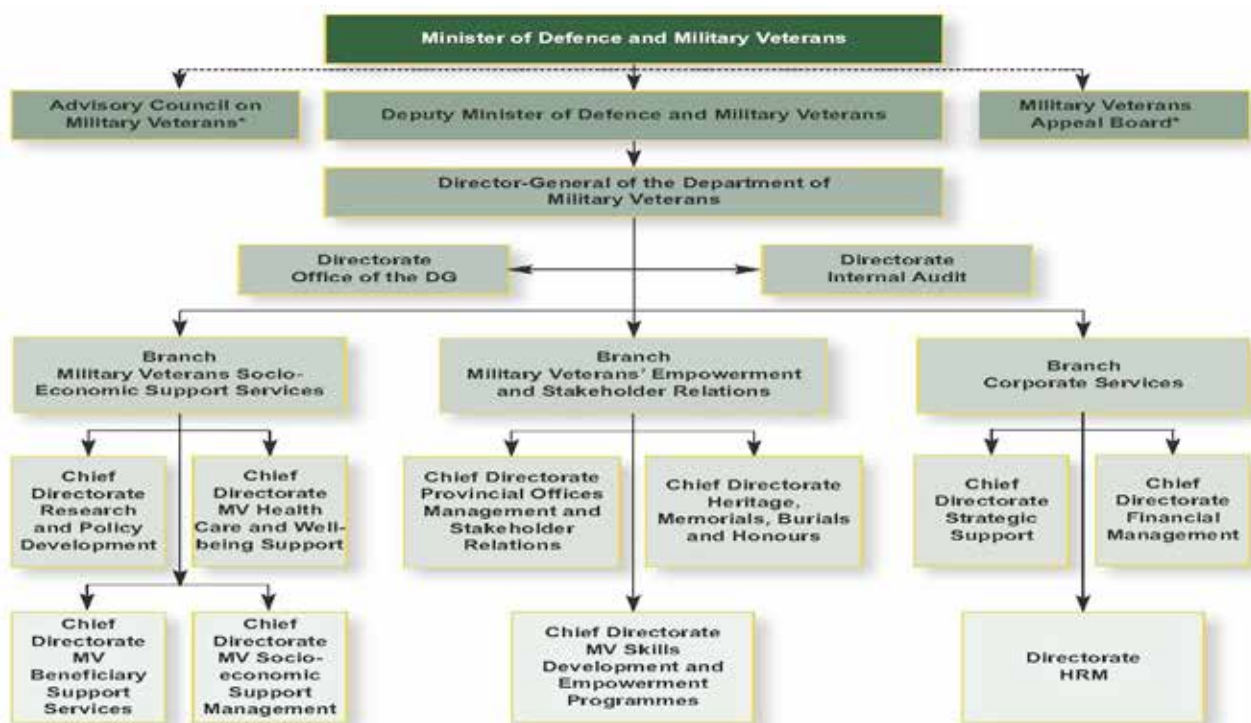 Minister of Defence and Military Veterans
Advisory Council on
Military Veterans*
Deputy Minister of Defence and Military Veterans
Military Veterans
Appeal Board*
Director-General of the Department of
Military Veterans
Directorate
Office of the DG
Directorate
Internal Audit
Branch
Military Veterans Socio-
Economic Support Services
Branch
Military Veterans' Empowerment
and Stakeholder Relations
Branch
Corporate Services
Chief
Directorate
Research
and Policy
Development
Chief
Directorate
MV Health
Care and Well-
being Support
Chief Directorate
Provincial Offices
Management and
Stakeholder
Relations
Chief Directorate
Heritage,
Memorials, Burials
and Honours
Chief
Directorate
Strategic
Support
Chief
Directorate
Financial
Management
Chief
Directorate
MV
Beneficiary
Support
Services
Chief
Directorate
MV Socio-
economic
Support
Management
Chief Directorate
MV Skills
Development and
Empowerment
Programmes
Directorate
HRM